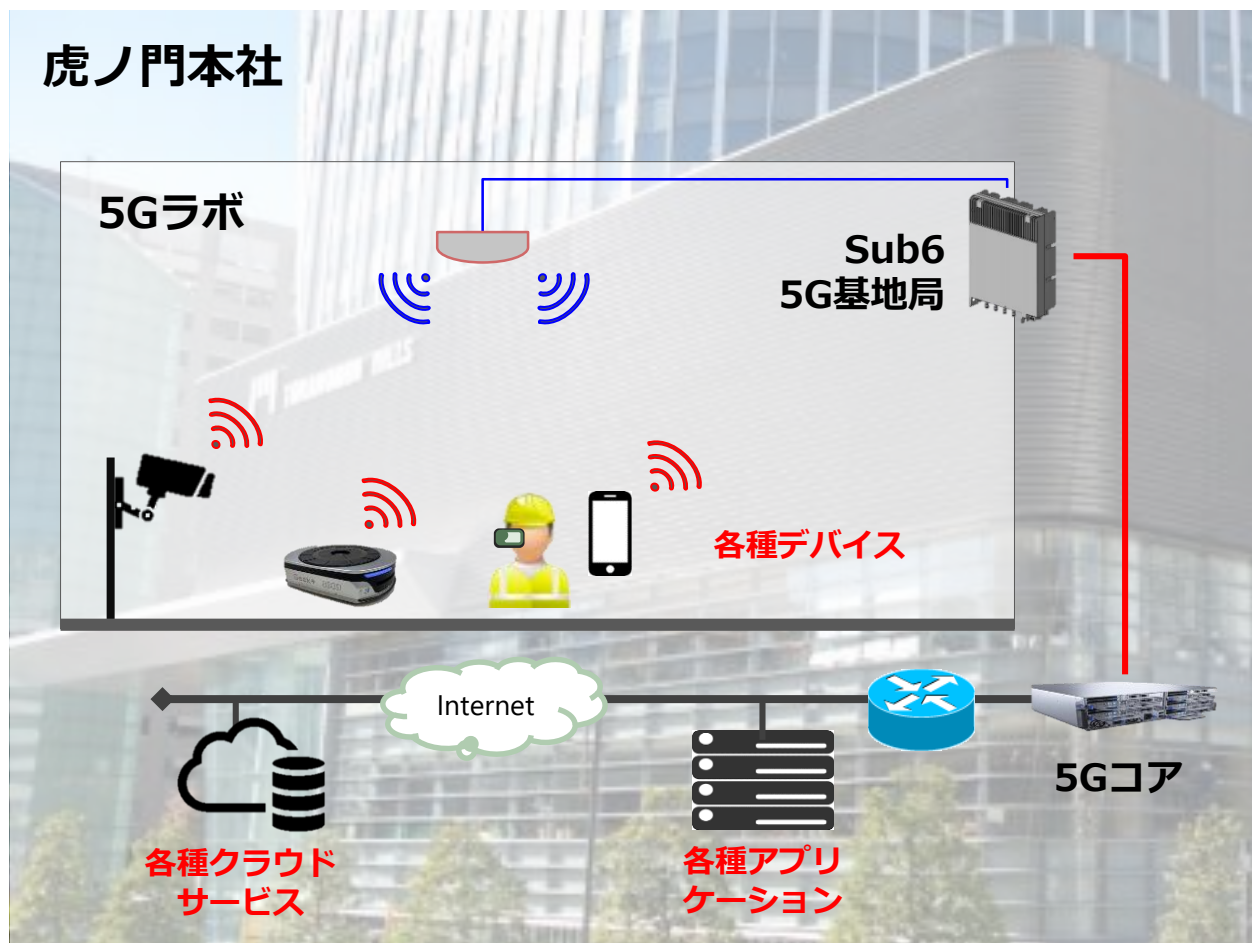 虎ノ門本社
5Gラボ
Sub6
5G基地局
TORANOMON HILLS
各種デバイス
Internet
5Gコア
各種クラウド
サービス
各種アプリ
ケーション